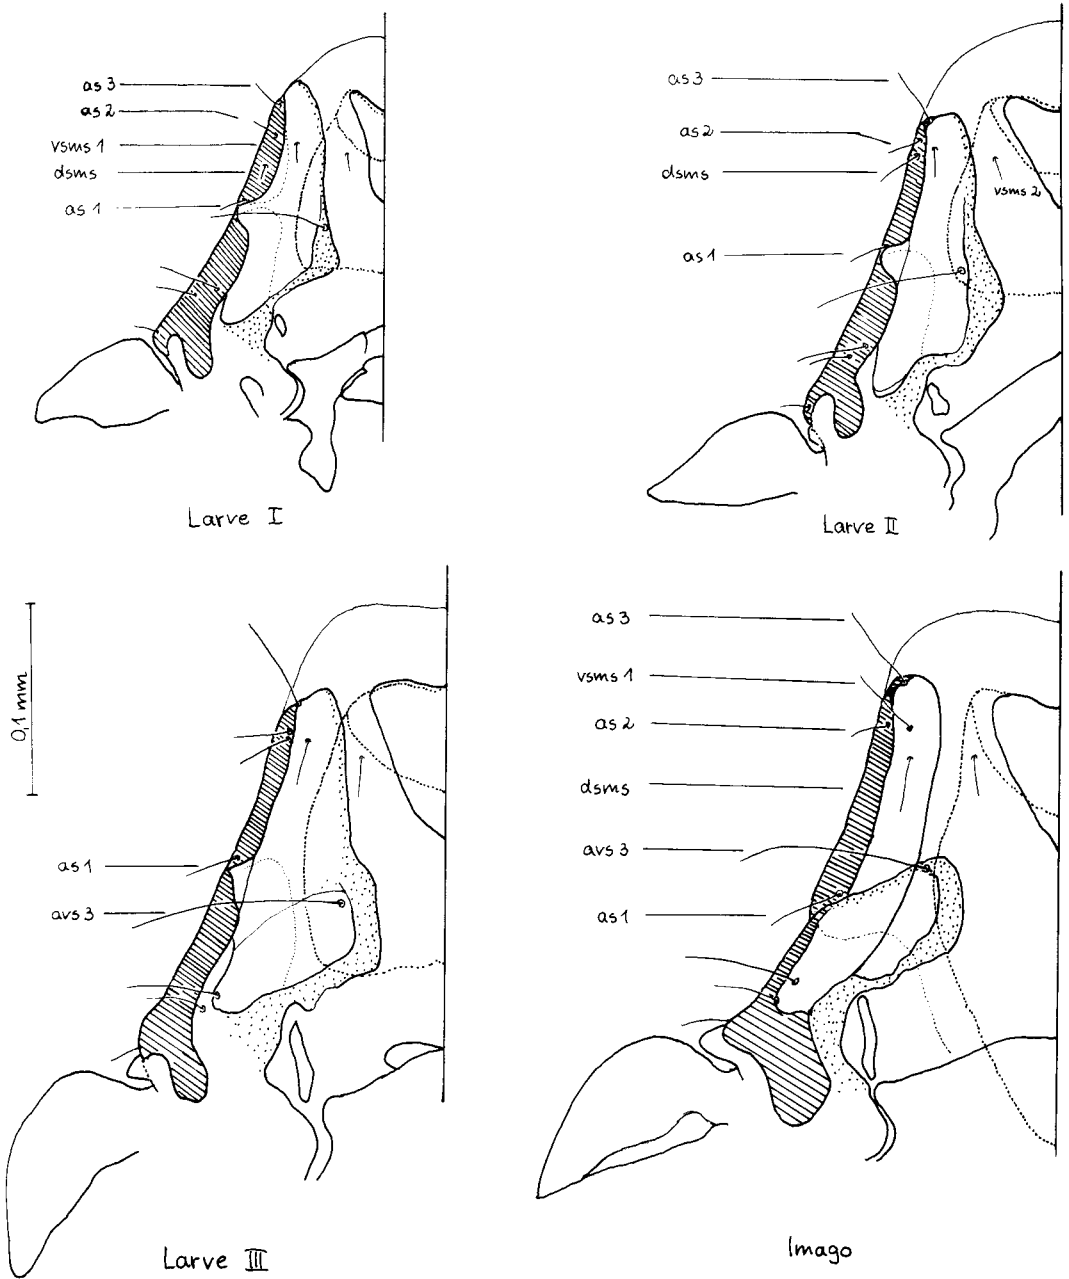 as 3
as 2
vsms 1
dsms
as 1
Larve I
as 3
as 2
dsms
vsms 2
as 1
Larve II
0,1 mm
as 1
avs 3
Larve III
as 3
vsms 1
as 2
dsms
avs 3
as 1
Imago